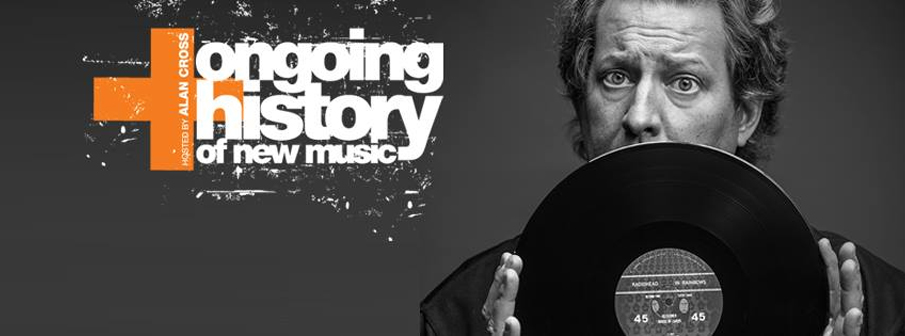 HOSTED BY ALAN CROSS
ongoing
history
of new music
RADIOHEAD IN RAINBOWS
45 45